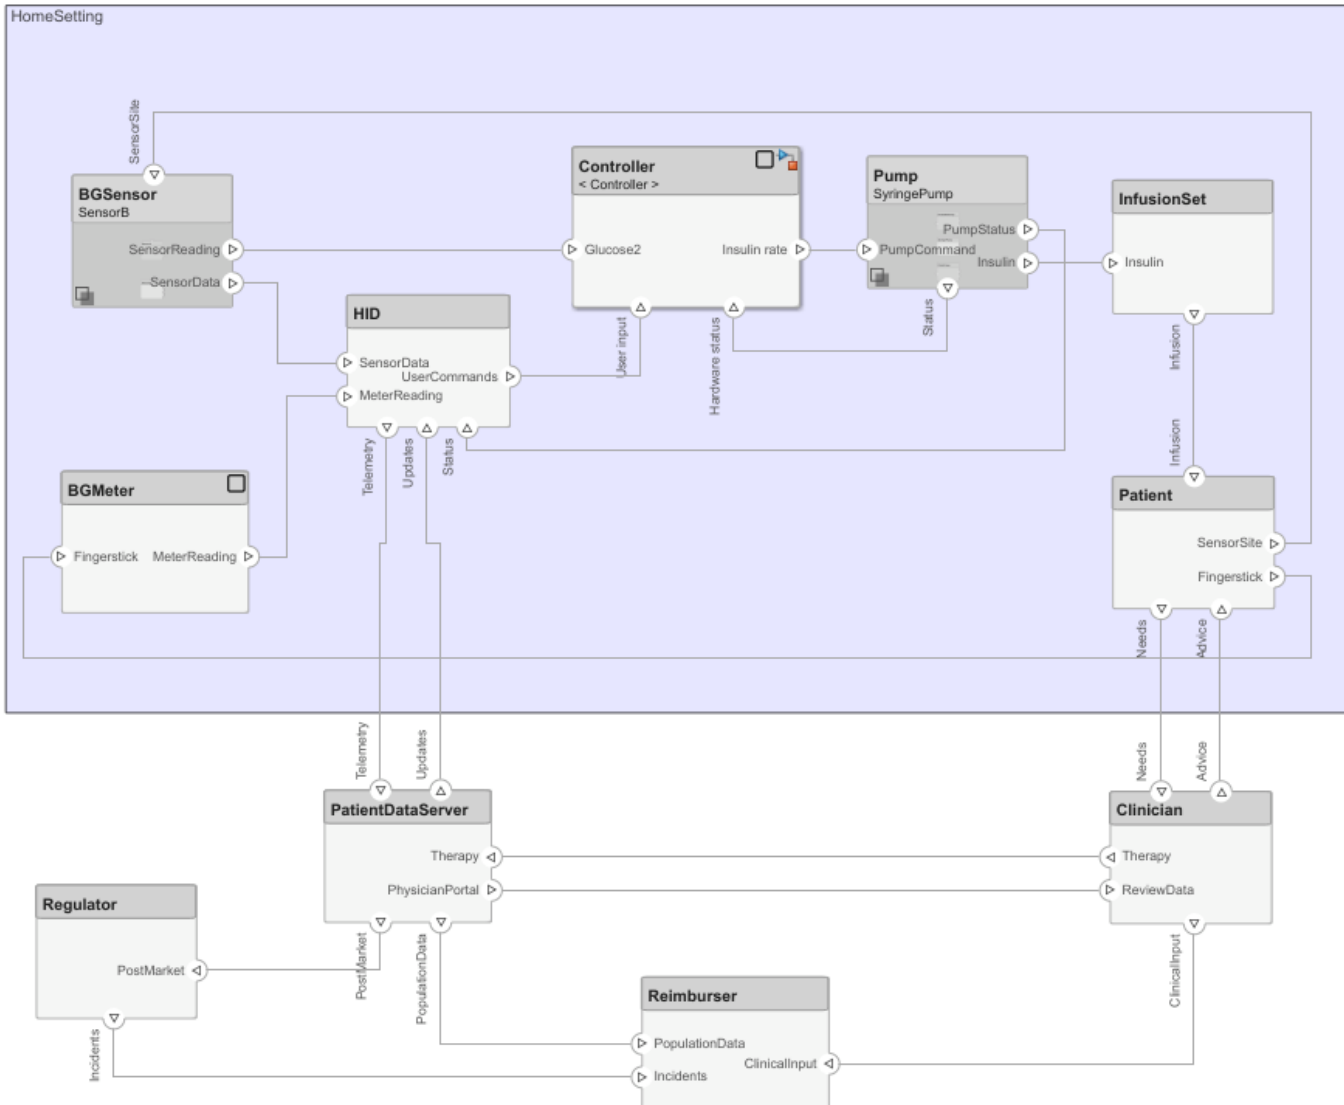 HomeSetting
SensorSite
BGSensor
SensorB
SensorReading
SensorData
Controller
< Controller >
Glucose2
Insulin rate
User input
Hardware status
Pump
SyringePump
PumpStatus
PumpCommand
Insulin
Status
InfusionSet
Insulin
Infusion
HID
SensorData
UserCommands
MeterReading
Telemetry
Updates
Status
BGMeter
Fingerstick
MeterReading
Infusion
Patient
SensorSite
Fingerstick
Needs
Advice
Telemetry
Updates
Needs
Advice
PatientDataServer
Therapy
PhysicianPortal
PostMarket
PopulationData
Clinician
Therapy
ReviewData
ClinicalInput
Regulator
PostMarket
Incidents
Reimburser
PopulationData
ClinicalInput
Incidents